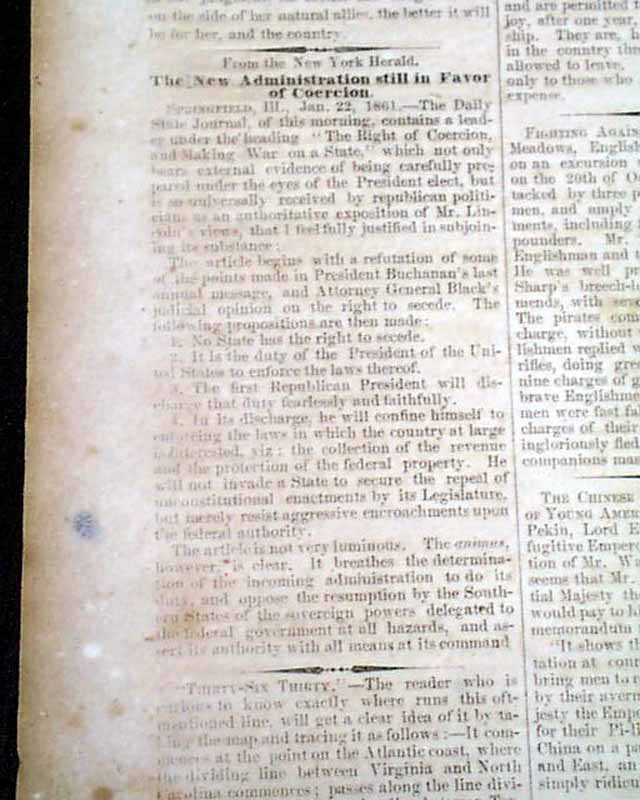 on the side of her natural allies, the better it will
be for her, and the country.
From the New York Herald.
The New Administration still in Favor
of Coercion.
SPRINGFIELD, Ill., Jan. 22, 1861.—The Daily
State Journal, of this morning, contains a lead-
er under the heading "The Right of Coercion,
and Making War on a State," which not only
bears external evidence of being carefully pre-
pared under the eyes of the President elect, but
is so universally received by republican politi-
cians as an authoritative exposition of Mr. Lin-
coln's views, that I feel fully justified in subjoin-
ing its substance:
The article begins with a refutation of some
of the points made in President Buchanan's last
annual message, and Attorney General Black's
judicial opinion on the right to secede. The
following propositions are then made:
1. No State has the right to secede.
2. It is the duty of the President of the Uni-
ted States to enforce the laws thereof.
3. The first Republican President will dis-
charge that duty fearlessly and faithfully.
4. In its discharge, he will confine himself to
enforcing the laws in which the country at large
is interested, viz: the collection of the revenue
and the protection of the federal property. He
will not invade a State to secure the repeal of
unconstitutional enactments by its Legislature,
but merely resist aggressive encroachments upon
the federal authority.
The article is not very luminous. The animus,
however, is clear. It breathes the determina-
tion of the incoming administration to do its
duty, and oppose the resumption by the South-
ern States of the sovereign powers delegated to
the federal government at all hazards, and as-
sert its authority with all means at its command
"THIRTY-SIX THIRTY."—The reader who is
curious to know exactly where runs this oft-
mentioned line, will get a clear idea of it by ta-
king the map and tracing it as follows:—It com-
mences at the point on the Atlantic coast, where
the dividing line between Virginia and North
Carolina commences; passes along the line divi-
and are permitted
joy, after one year,
ship. They are, h
in the country thr
allowed to leave,
only to those who
expense.
FIGHTING AGAIN
Meadows, English
on an excursion
on the 20th of Oc
tacked by three p
men, and amply
ments, including
pounders. Mr.
Englishman and t
He was well pr
Sharp's breech-l
mends, with seve
The pirates com
charge, without
lishmen replied w
rifles, doing gre
nine charges of g
brave Englishme
men were fast fa
charges of their
ingloriously fled
companions mas
THE CHINESE
OF YOUNG AMER
Pekin, Lord E
fugitive Emper
tion of Mr. Wa
seems that Mr.
tial Majesty th
would pay to h
memorandum
"It shows th
tation at com
bring men to r
by their averm
jesty the Empe
for their Pi-li
China on a pa
and East, an
simply ridicu